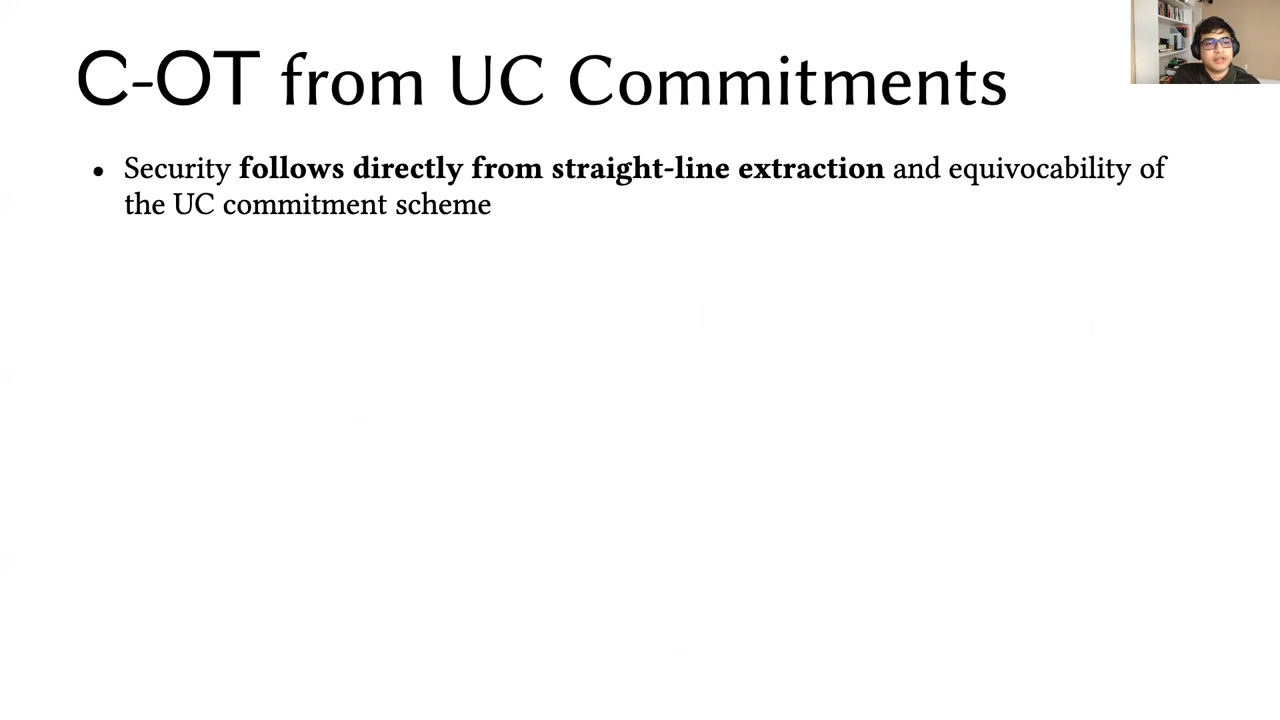 C-OT from UC Commitments
• Security follows directly from straight-line extraction and equivocability of
the UC commitment scheme